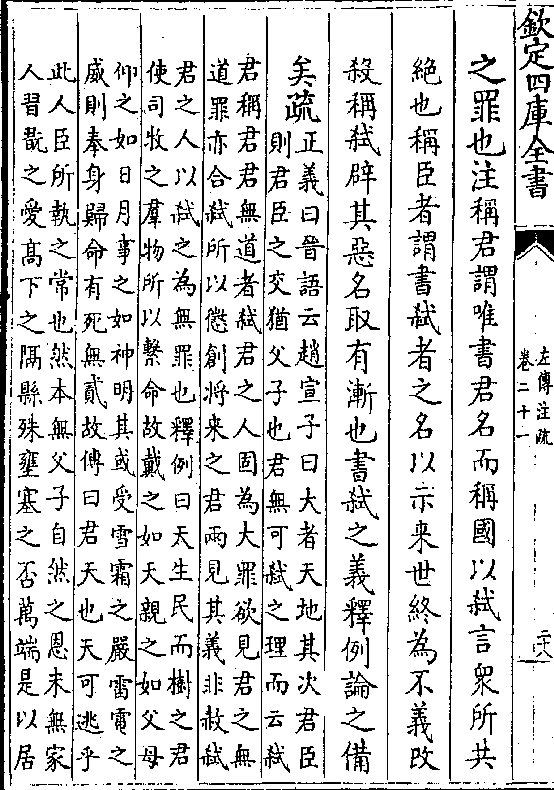 欽定四庫全書
左傳注疏
卷二十一
二六
之罪也注稱君謂唯書君名而稱國以弑言衆所共
絶也稱臣者謂書弑者之名以示来世終為不義改
殺稱弑辟其惡名取有漸也書弑之義釋例論之備
矣疏
正義曰晉語云趙宣子曰大者天地其次君臣
則君臣之交猶父子也君無可弑之理而云弑
君稱君君無道者弑君之人固為大罪欲見君之無
道罪亦合弑所以懲創将来之君兩見其義非赦弑
君之人以弑之為無罪也釋例曰天生民而樹之君
使司牧之羣物所以繫命故戴之如天親之如父母
仰之如日月事之如神明其或受雪霜之嚴雷電之
威則奉身歸命有死無貳故傳曰君天也天可逃乎
此人臣所執之常也然本無父子自然之恩末無家
人習翫之愛髙下之隔縣殊壅塞之否萬端是以居